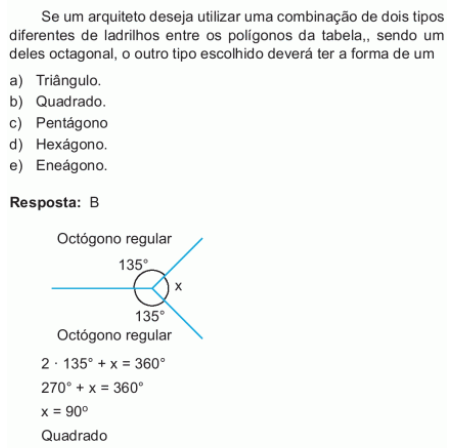 Se um arquiteto deseja utilizar uma combinação de dois tipos
diferentes de ladrilhos entre os polígonos da tabela,, sendo um
deles octagonal, o outro tipo escolhido deverá ter a forma de um
a) Triângulo.
b) Quadrado.
c) Pentágono
d) Hexágono.
e) Eneágono.
Resposta: B
Octógono regular
135°
x
135°
Octógono regular
2 · 135° + x = 360°
270° + x = 360°
x = 90º
Quadrado